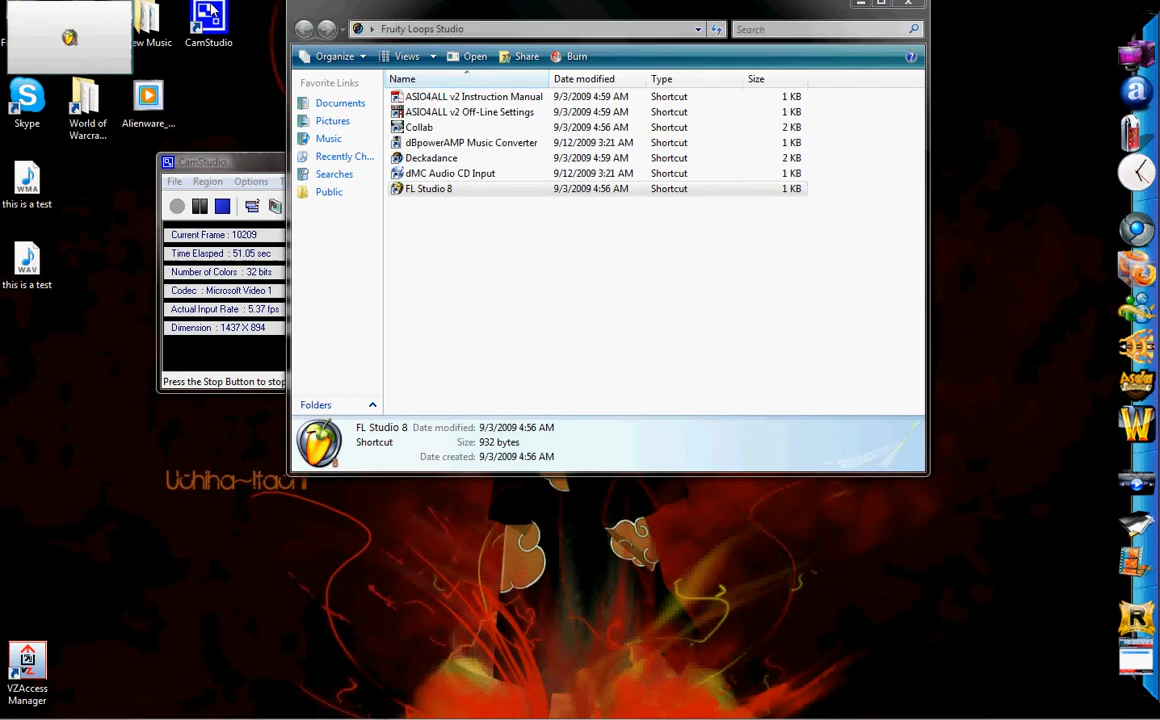 ew Music
CamStudio
Skype
World of
Warcra...
Alienware_...
this is a test
this is a test
WMA
WAV
VZAccess
Manager
CamStudio
File Region Options T
Current Frame : 10209
Time Elasped : 51.05 sec
Number of Colors : 32 bits
Codec : Microsoft Video 1
Actual Input Rate : 5.37 fps
Dimension : 1437 X 894
Press the Stop Button to stop
Fruity Loops Studio
Search
Organize Views Open Share Burn
Favorite Links
Documents
Pictures
Music
Recently Ch...
Searches
Public
Folders
Name Date modified Type Size
ASIO4ALL v2 Instruction Manual 9/3/2009 4:59 AM Shortcut 1 KB
ASIO4ALL v2 Off-Line Settings 9/3/2009 4:59 AM Shortcut 1 KB
Collab 9/3/2009 4:56 AM Shortcut 2 KB
dBpowerAMP Music Converter 9/12/2009 3:21 AM Shortcut 1 KB
Deckadance 9/3/2009 4:59 AM Shortcut 2 KB
dMC Audio CD Input 9/12/2009 3:21 AM Shortcut 1 KB
FL Studio 8 9/3/2009 4:56 AM Shortcut 1 KB
FL Studio 8 Date modified: 9/3/2009 4:56 AM
Shortcut Size: 932 bytes
Date created: 9/3/2009 4:56 AM
Uchiha~Itachi